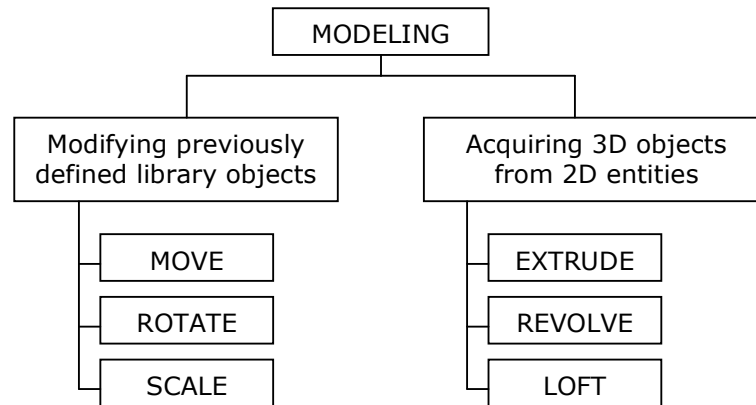 MODELING
Modifying previously
defined library objects
MOVE
ROTATE
SCALE
Acquiring 3D objects
from 2D entities
EXTRUDE
REVOLVE
LOFT